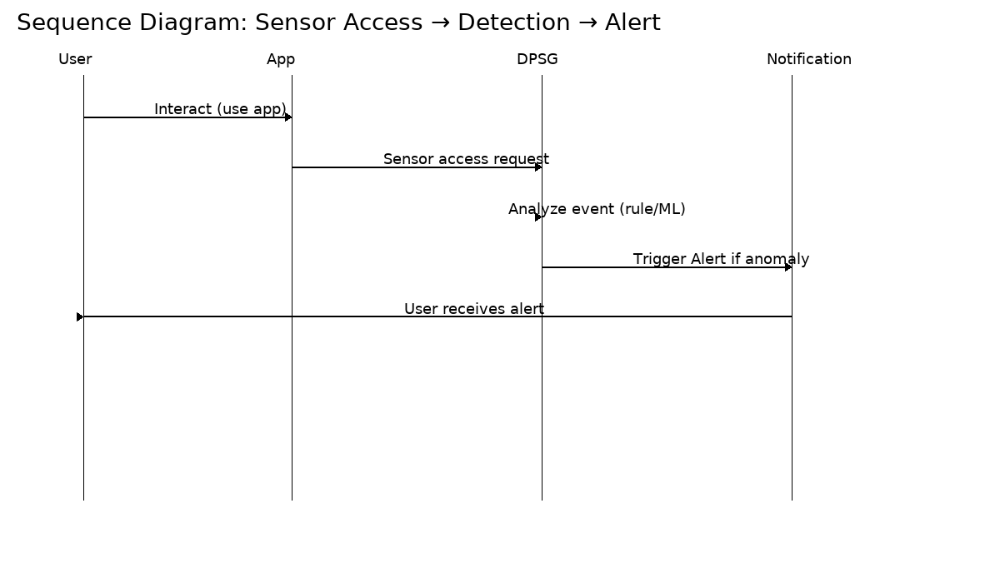 Sequence Diagram: Sensor Access → Detection → Alert
User App DPSG Notification
Interact (use app)
Sensor access request
Analyze event (rule/ML)
Trigger Alert if anomaly
User receives alert